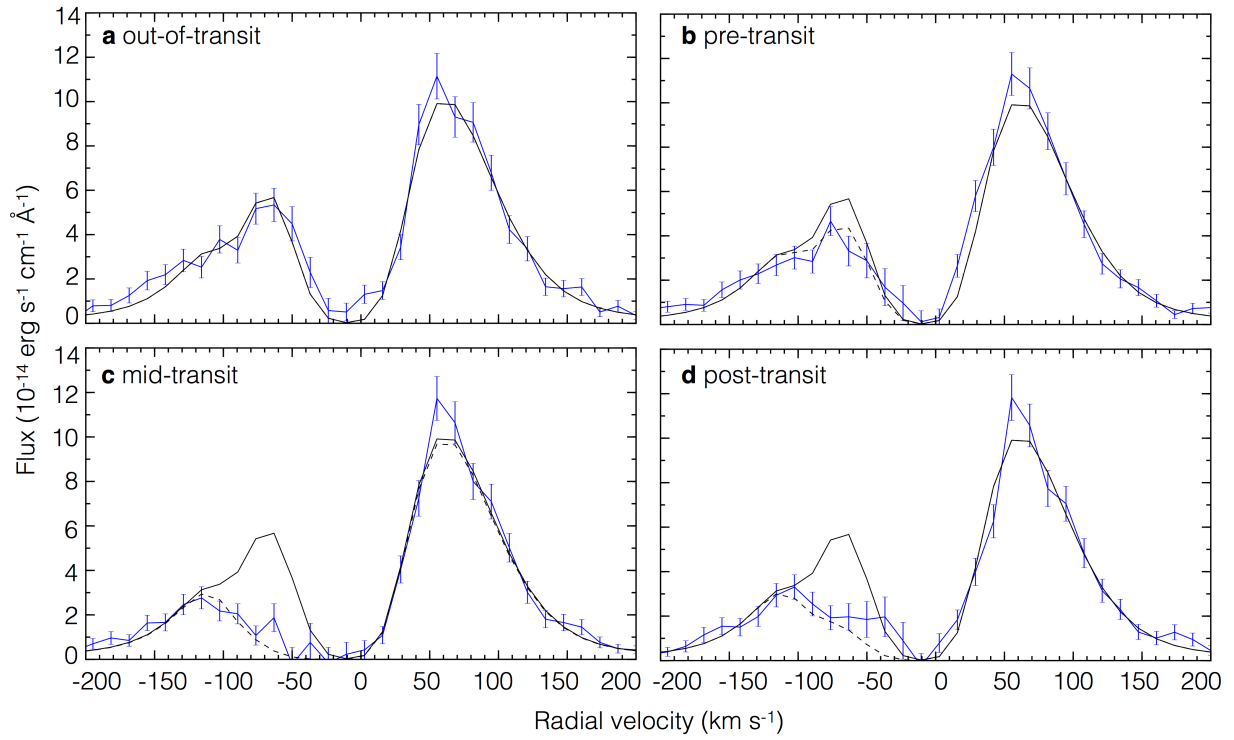 a out-of-transit
b pre-transit
14
12
10
8
6
4
2
0
c mid-transit
d post-transit
14
12
10
8
6
4
2
0
-200 -150 -100 -50 0 50 100 150 200
-200 -150 -100 -50 0 50 100 150 200
Flux (10-14 erg s-1 cm-1 Å-1)
Radial velocity (km s-1)